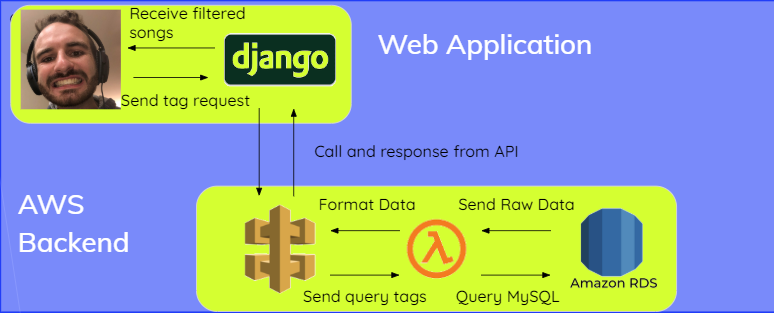 Receive filtered
songs
django
Web Application
Send tag request
Call and response from API
AWS
Backend
Format Data
Send Raw Data
λ
Amazon RDS
Send query tags
Query MySQL